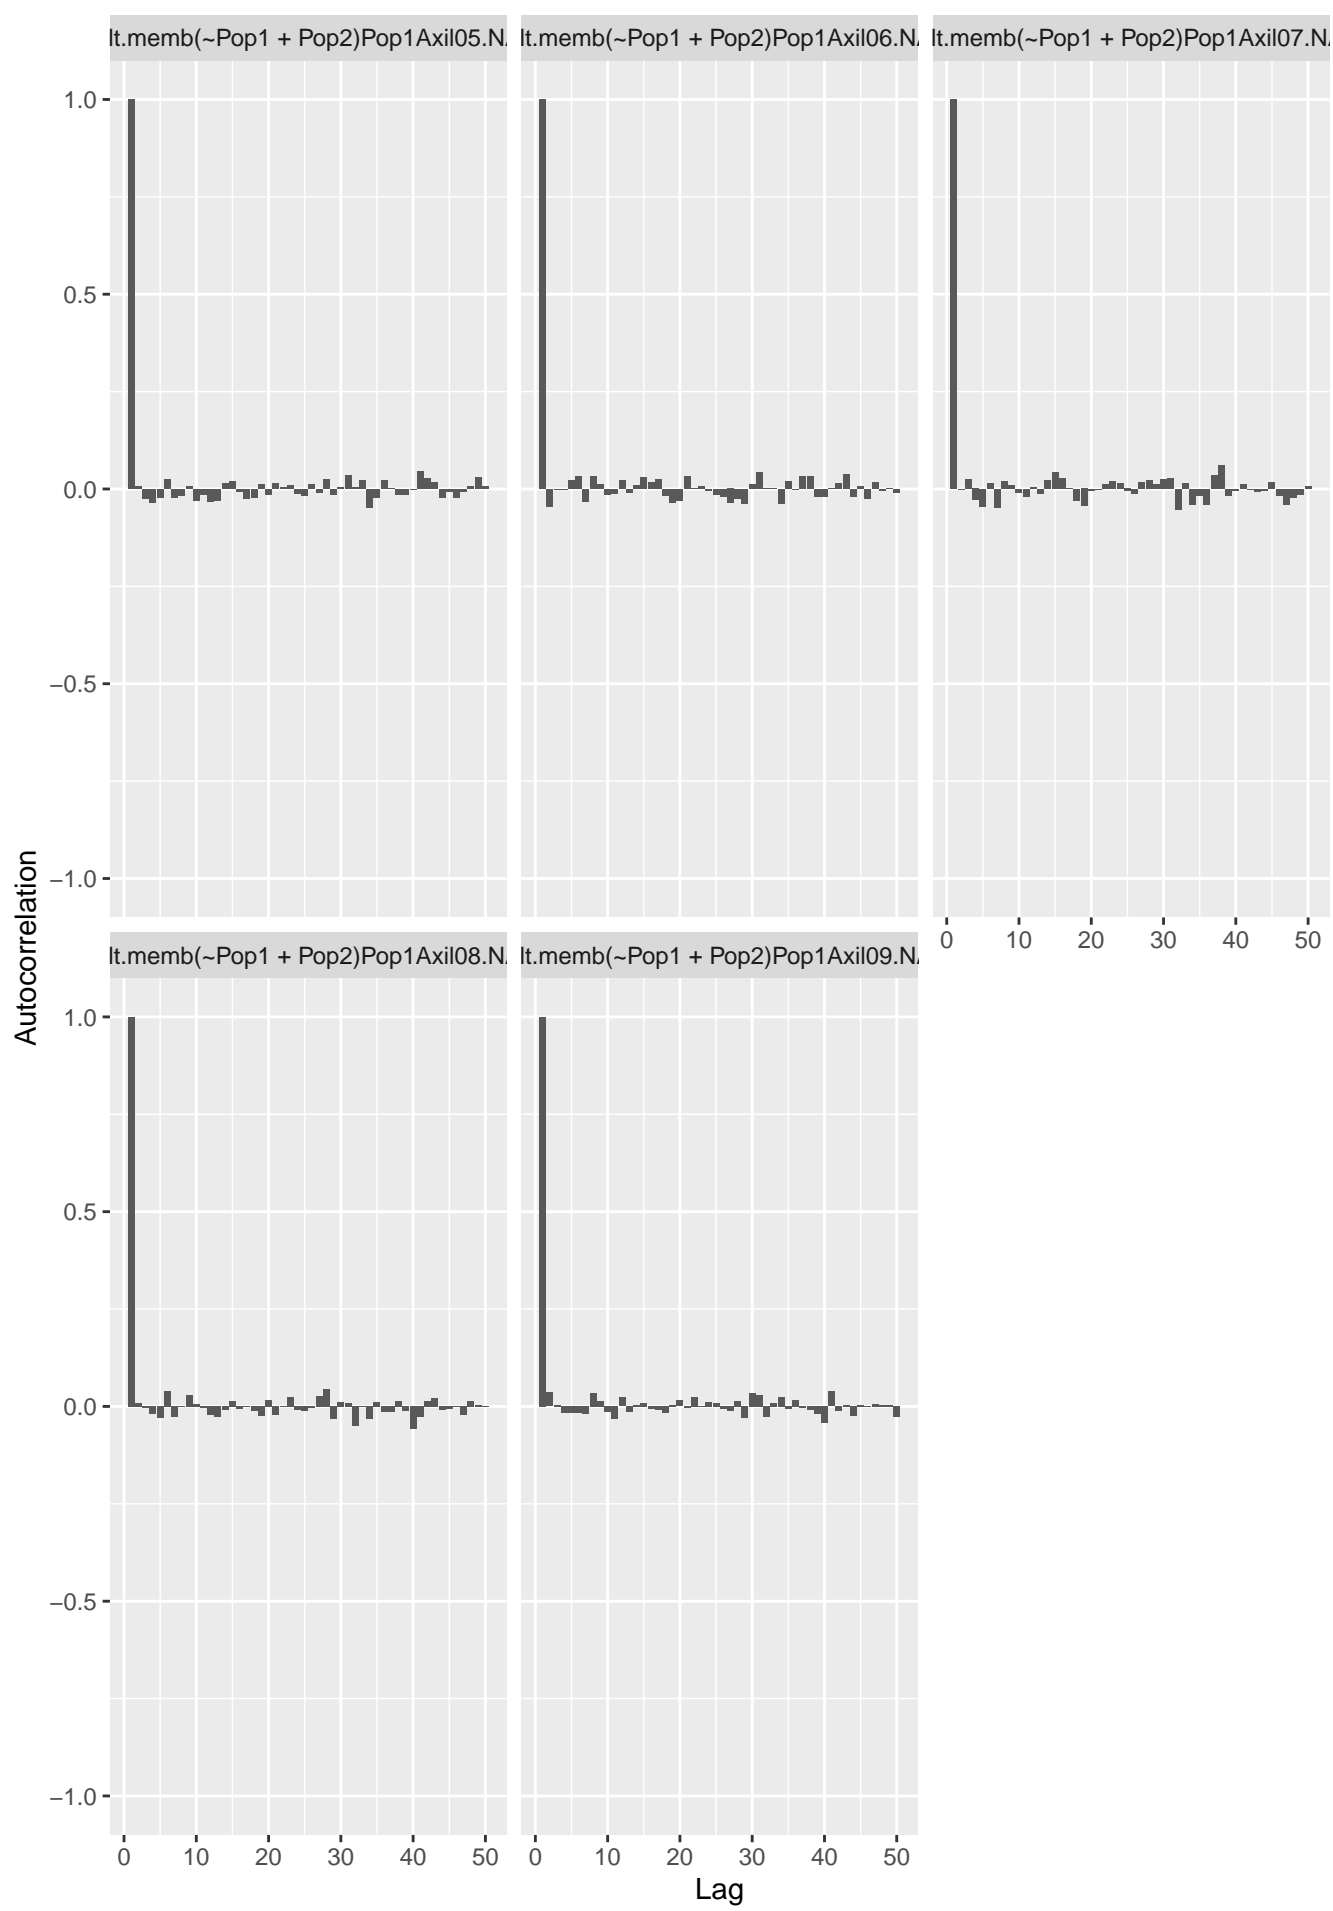 lt.memb(~Pop1 + Pop2)Pop1Axil05.N
lt.memb(~Pop1 + Pop2)Pop1Axil06.N
lt.memb(~Pop1 + Pop2)Pop1Axil07.N
1.0
0.5
0.0
−0.5
−1.0
0 10 20 30 40 50
Autocorrelation
lt.memb(~Pop1 + Pop2)Pop1Axil08.N
lt.memb(~Pop1 + Pop2)Pop1Axil09.N
1.0
0.5
0.0
−0.5
−1.0
0 10 20 30 40 50
0 10 20 30 40 50
Lag